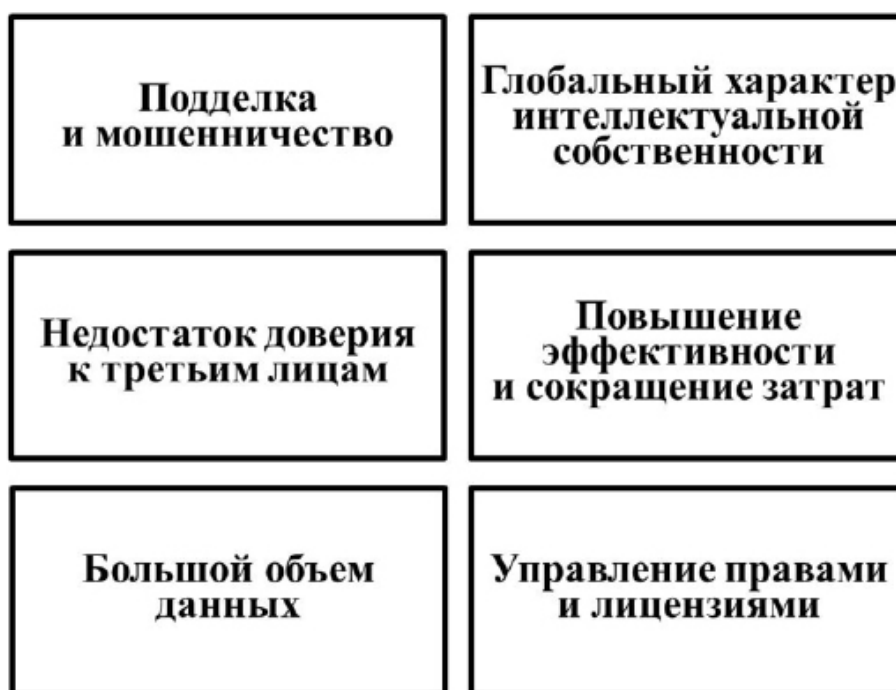 Подделка
и мошенничество
Глобальный характер
интеллектуальной
собственности
Недостаток доверия
к третьим лицам
Повышение
эффективности
и сокращение затрат
Большой объем
данных
Управление правами
и лицензиями